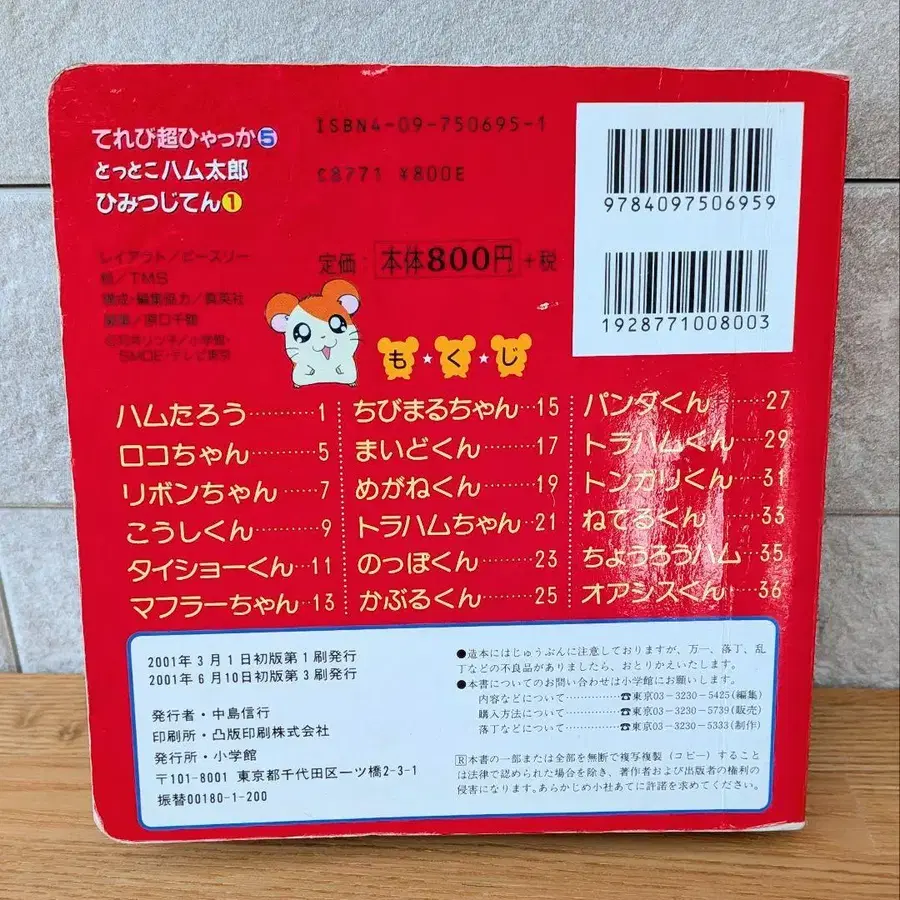 てれび超ひゃっか5
とっとこハム太郎
ひみつじてん1
ISBN4-09-750695-1
C8771 ¥800E
定価: 本体800円+税
9784097506959
1928771008003
レイアウト/ピースリー
絵/TMS
構成・編集協力/
編集/
小学館・
SMDE・テレビ東京
も★く★じ
ハムたろう………1
ロコちゃん………5
リボンちゃん……7
こうしくん………9
タイショーくん…11
マフラーちゃん…13
ちびまるちゃん…15
まいどくん………17
めがねくん………19
トラハムちゃん…21
のっぽくん………23
かぶるくん………25
パンダくん………27
トラハムくん……29
トンガリくん……31
ねてるくん………33
ちょうろうハム…35
オアシスくん……36
2001年3月1日初版第1刷発行
2001年6月10日初版第3刷発行
発行者・中島信行
印刷所・凸版印刷株式会社
発行所・小学館
〒101-8001 東京都千代田区一ツ橋2-3-1
振替00180-1-200
●造本にはじゅうぶんに注意しておりますが、万一、落丁、乱
丁などの不良品がありましたら、おとりかえいたします。
●本書についてのお問い合わせは小学館にお願いします。
内容などについて……………☎東京03-3230-5425(編集)
購入方法について……………☎東京03-3230-5739(販売)
落丁などについて……………☎東京03-3230-5333(制作)
R本書の一部または全部を無断で複写複製(コピー)すること
は法律で認められた場合を除き、著作者および出版者の権利の
侵害になります。あらかじめ小社あてに許諾を求めてください。